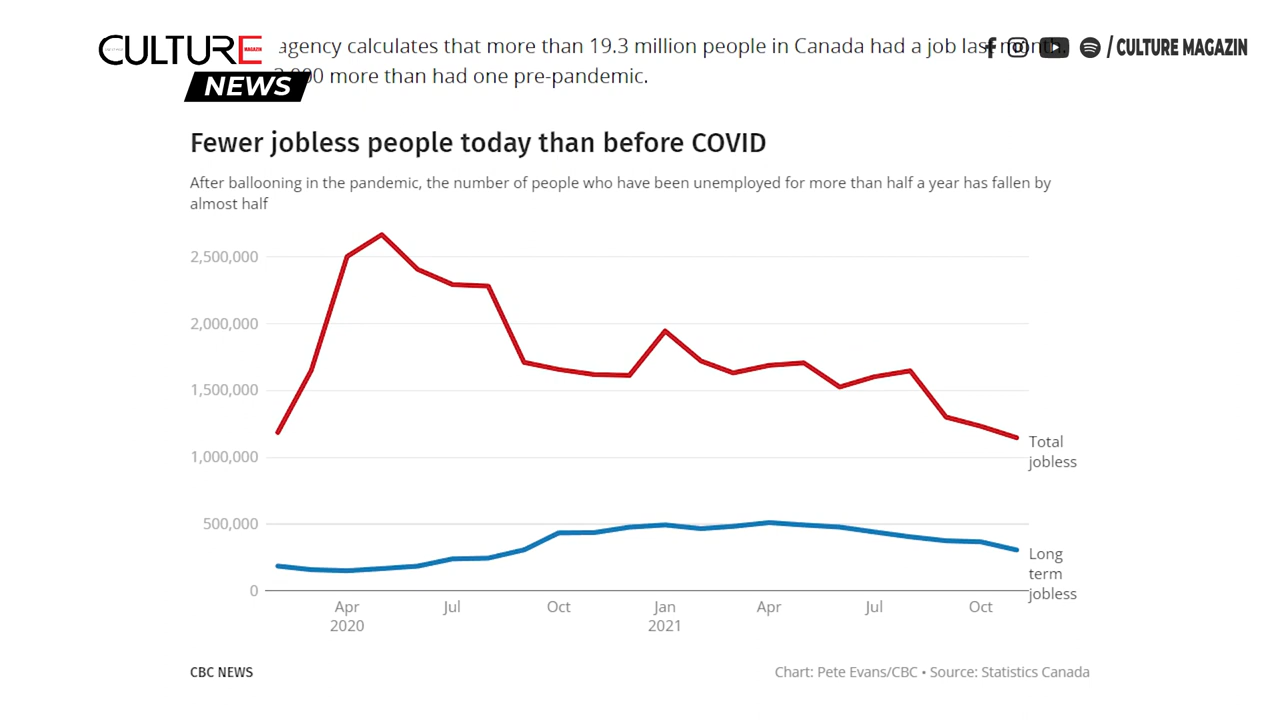 CULTURE
MAGAZIN
NEWS
agency calculates that more than 19.3 million people in Canada had a job last month,
000 more than had one pre-pandemic.
/ CULTURE MAGAZIN
Fewer jobless people today than before COVID
After ballooning in the pandemic, the number of people who have been unemployed for more than half a year has fallen by
almost half
2,500,000
2,000,000
1,500,000
1,000,000
500,000
0
Total
jobless
Long
term
jobless
Apr Jul Oct Jan Apr Jul Oct
2020 2021
CBC NEWS
Chart: Pete Evans/CBC • Source: Statistics Canada